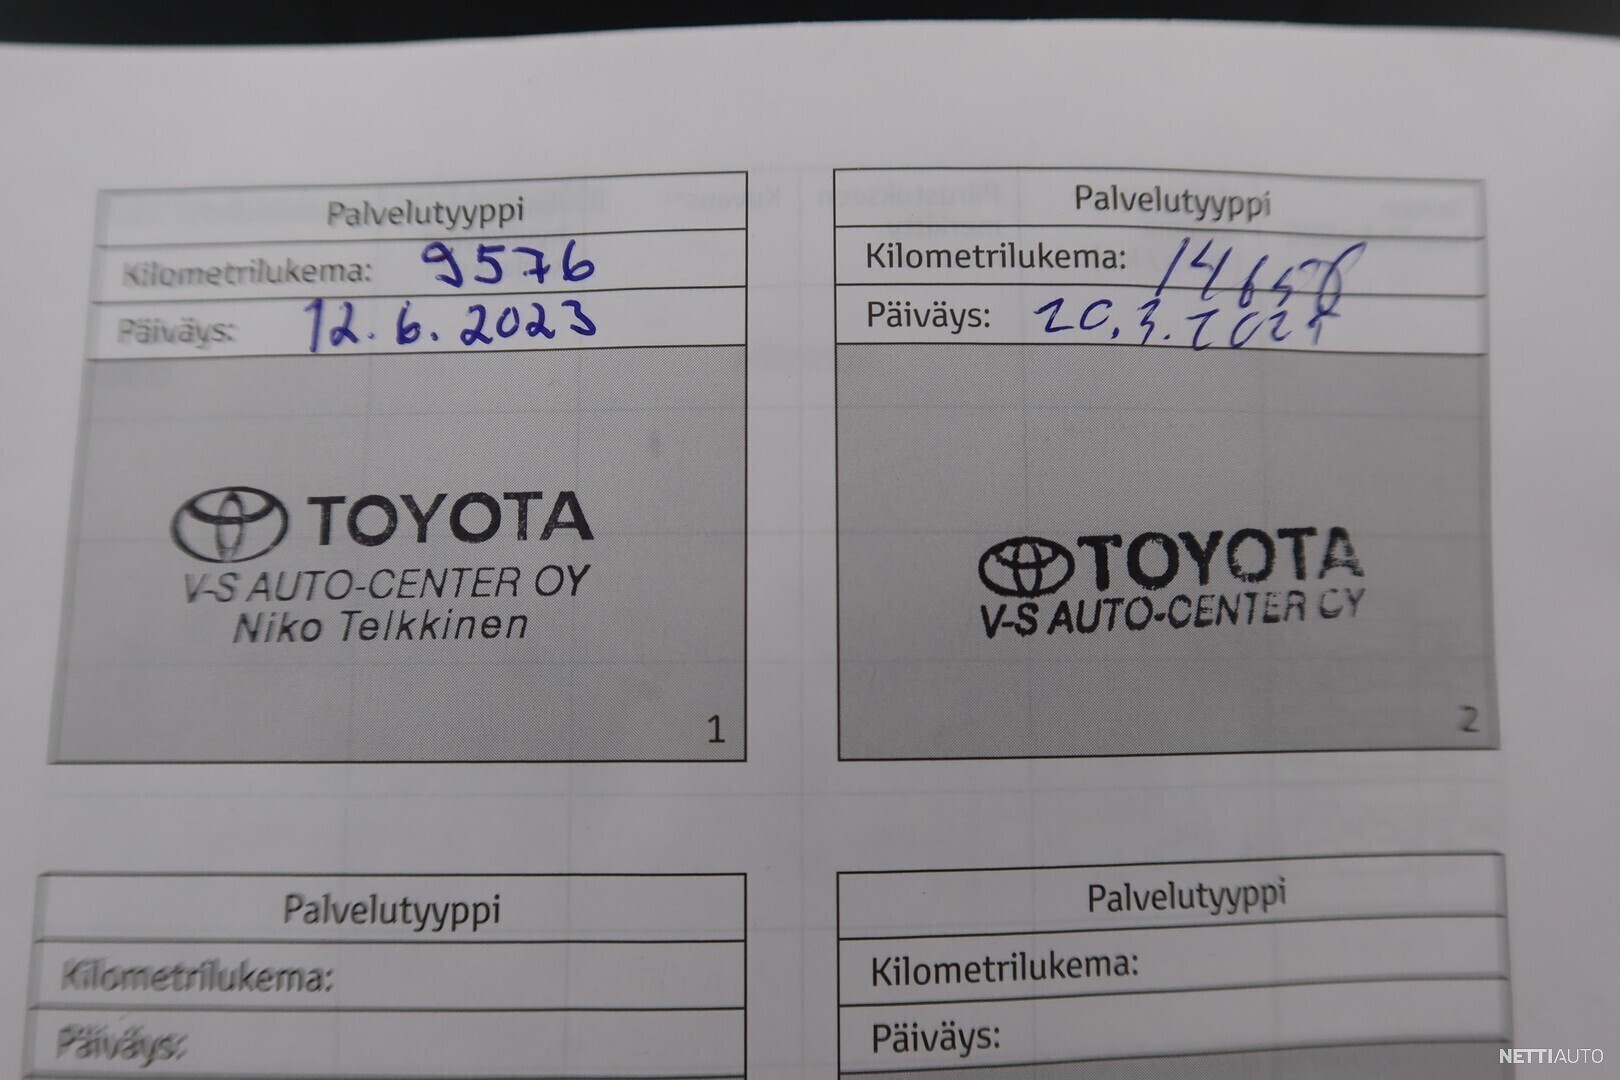 Palvelutyyppi
Kilometrilukema: 9576
Päiväys: 12.6.2023
TOYOTA
V-S AUTO-CENTER OY
Niko Telkkinen
1
Palvelutyyppi
Kilometrilukema:
Päiväys:
TOYOTA
V-S AUTO-CENTER OY
2
Palvelutyyppi
Kilometrilukema:
Päiväys:
Palvelutyyppi
Kilometrilukema:
Päiväys:
NETTIAUTO